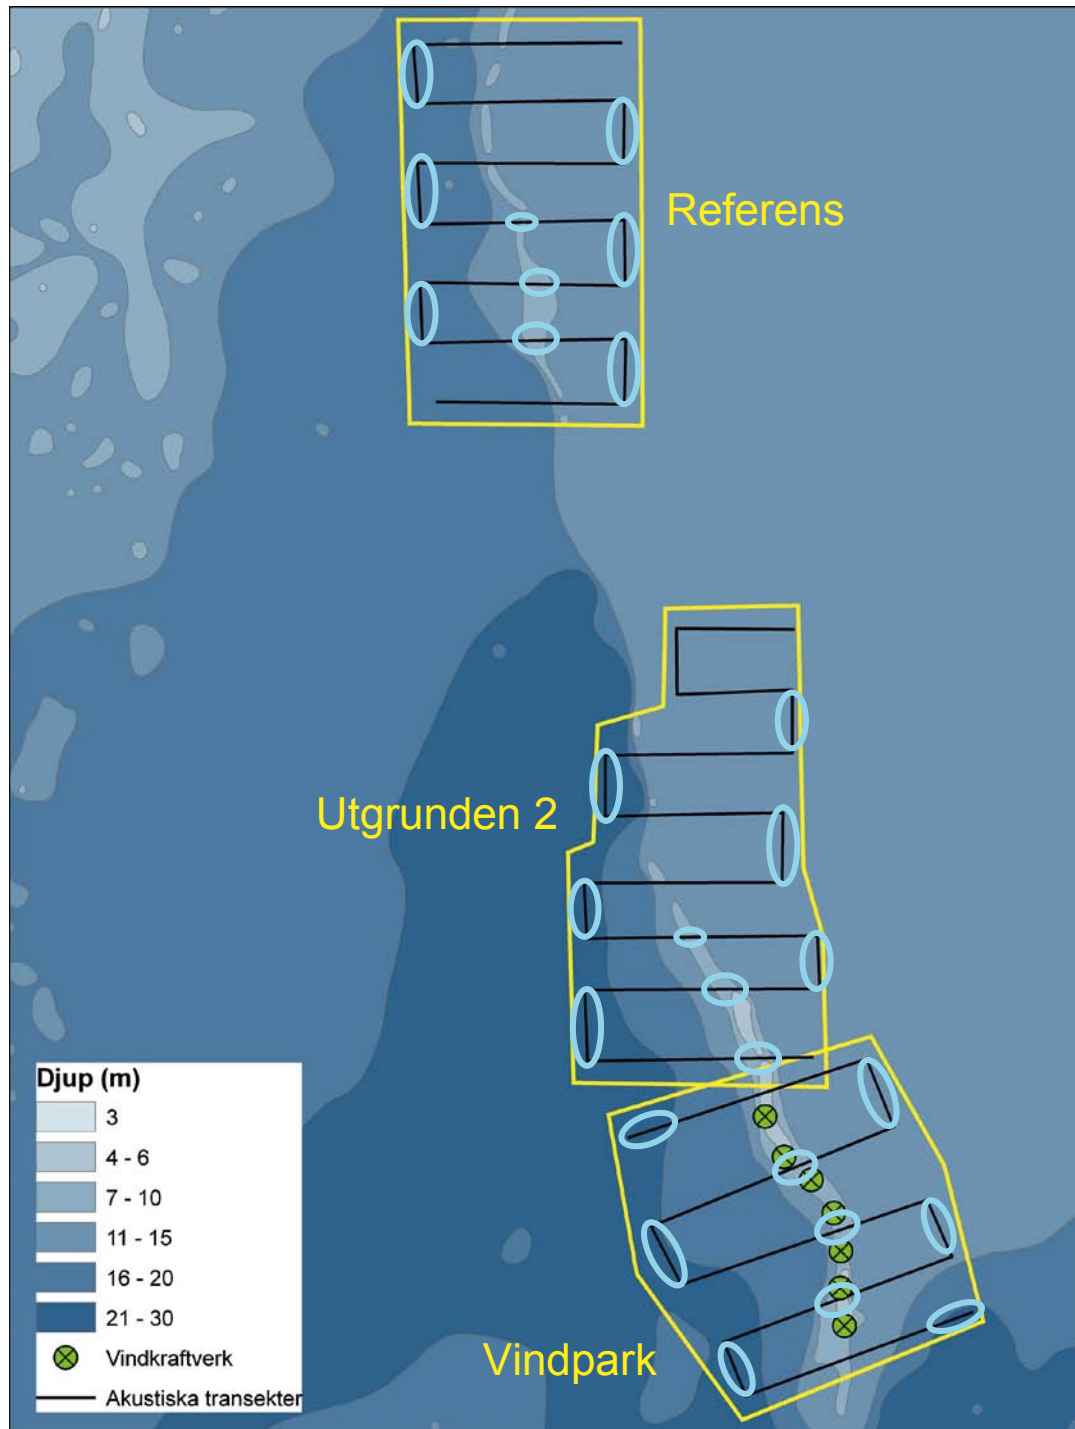 Referens
Utgrunden 2
Vindpark
Djup (m)
3
4 - 6
7 - 10
11 - 15
16 - 20
21 - 30
Vindkraftverk
Akustiska transekter